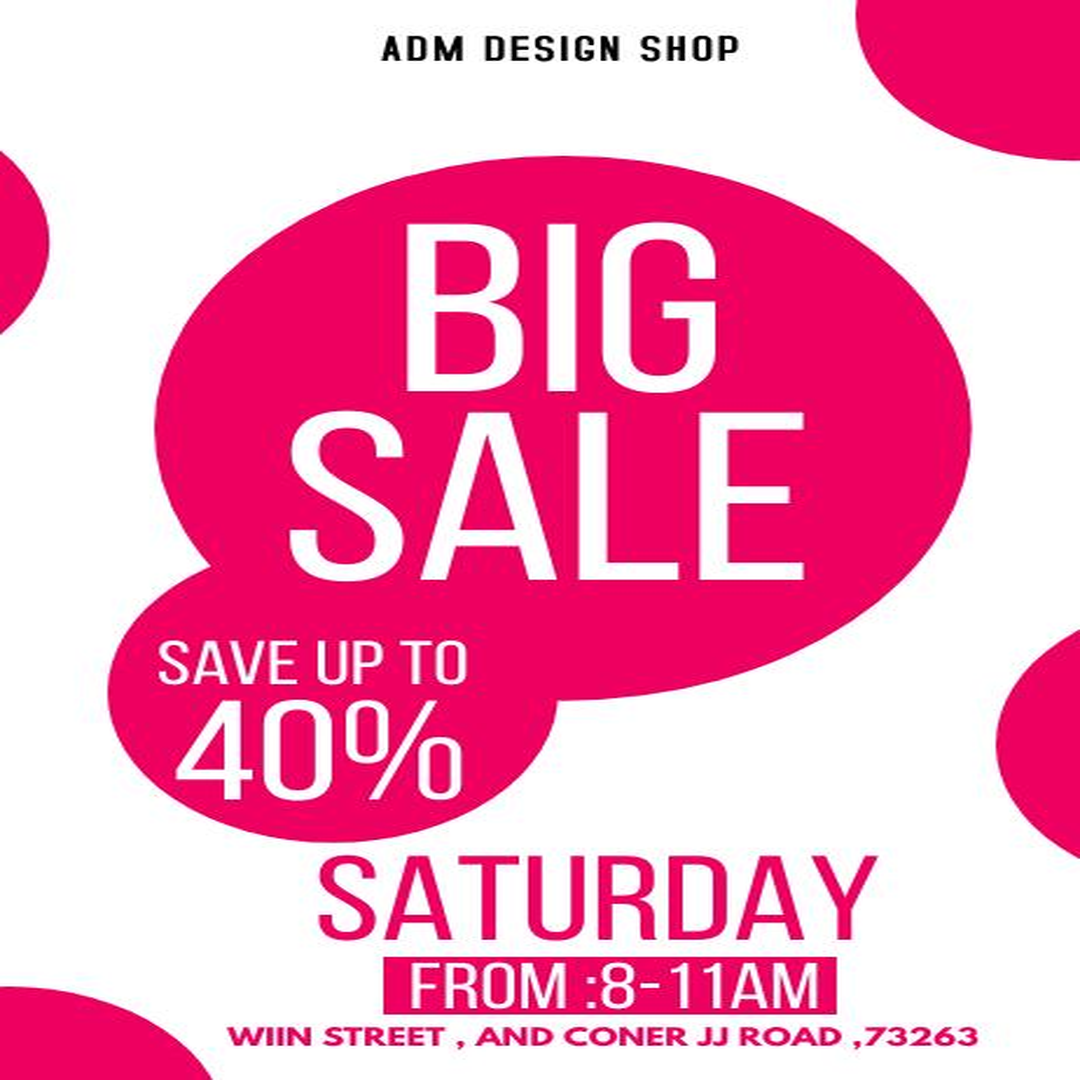 ADM DESIGN SHOP
BIG
SALE
SAVE UP TO
40%
SATURDAY
FROM :8-11AM
WIIN STREET , AND CONER JJ ROAD ,73263